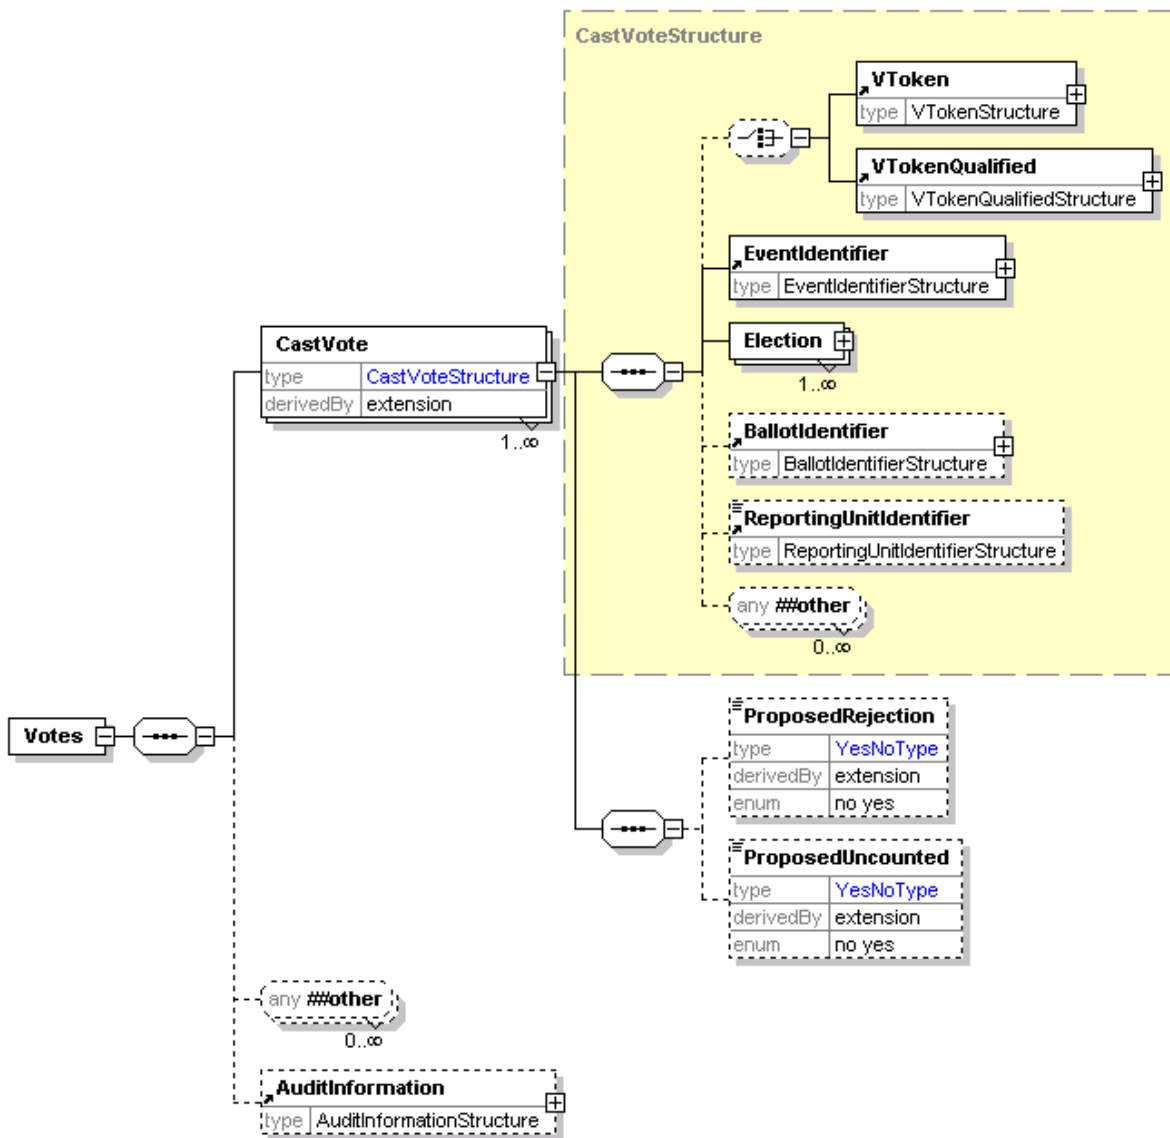 CastVoteStructure
VToken
type VTokenStructure
VTokenQualified
type VTokenQualifiedStructure
EventIdentifier
type EventIdentifierStructure
Election
1..∞
CastVote
type CastVoteStructure
derivedBy extension
1..∞
BallotIdentifier
type BallotIdentifierStructure
ReportingUnitIdentifier
type ReportingUnitIdentifierStructure
any ##other
0..∞
Votes
ProposedRejection
type YesNoType
derivedBy extension
enum no yes
ProposedUncounted
type YesNoType
derivedBy extension
enum no yes
any ##other
0..∞
AuditInformation
type AuditInformationStructure